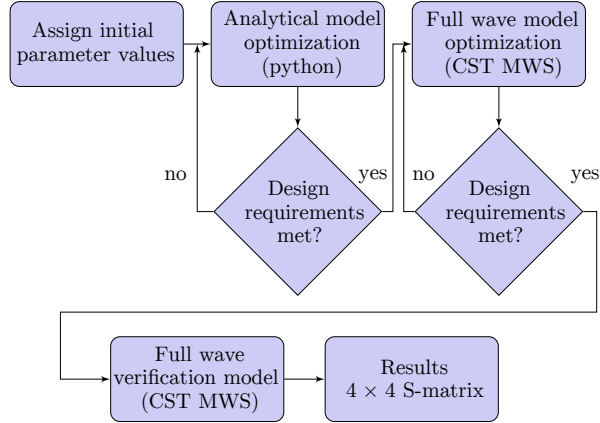 Assign initial
parameter values
Analytical model
optimization
(python)
Full wave model
optimization
(CST MWS)
no
Design
requirements
met?
yes
no
Design
requirements
met?
yes
Full wave
verification model
(CST MWS)
Results
4 × 4 S-matrix